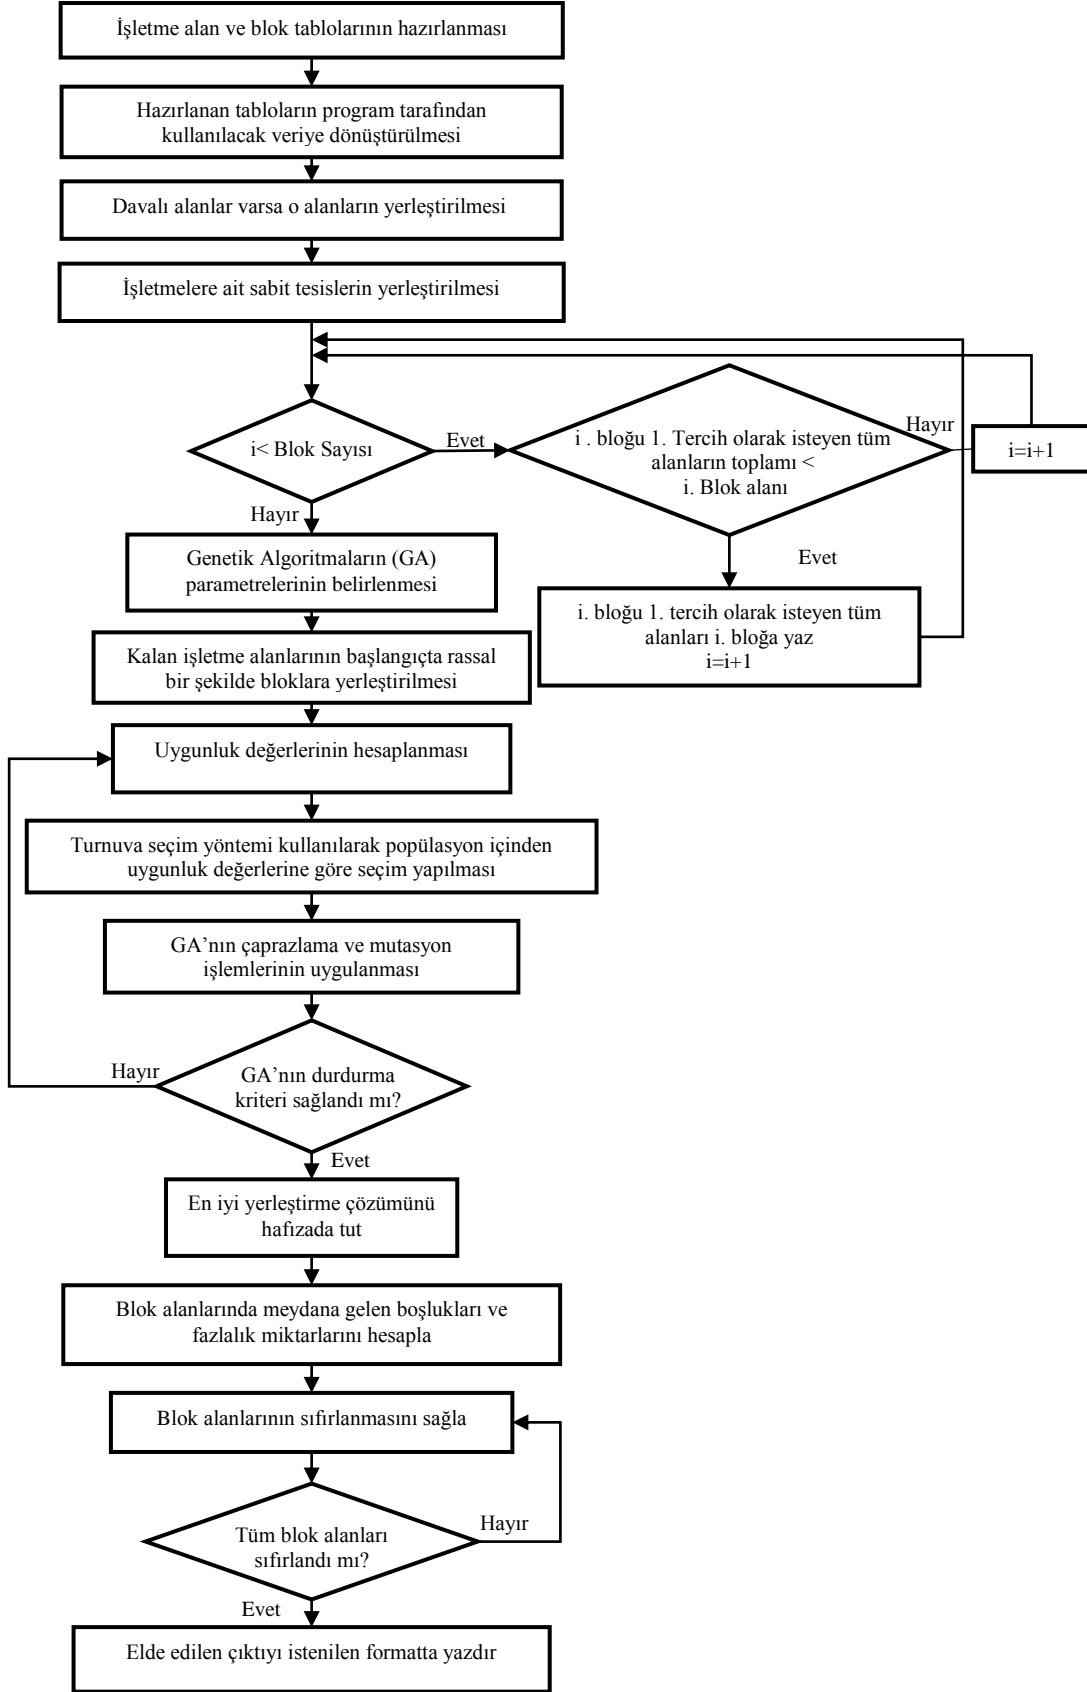 İşletme alan ve blok tablolarının hazırlanması
Hazırlanan tabloların program tarafından
kullanılacak veriye dönüştürülmesi
Davalı alanlar varsa o alanların yerleştirilmesi
İşletmelere ait sabit tesislerin yerleştirilmesi
i< Blok Sayısı
Evet
i . bloğu 1. Tercih olarak isteyen tüm
alanların toplamı <
i. Blok alanı
Hayır
i=i+1
Evet
i. bloğu 1. tercih olarak isteyen tüm
alanları i. bloğa yaz
i=i+1
Hayır
Genetik Algoritmaların (GA)
parametrelerinin belirlenmesi
Kalan işletme alanlarının başlangıçta rassal
bir şekilde bloklara yerleştirilmesi
Uygunluk değerlerinin hesaplanması
Turnuva seçim yöntemi kullanılarak popülasyon içinden
uygunluk değerlerine göre seçim yapılması
GA’nın çaprazlama ve mutasyon
işlemlerinin uygulanması
Hayır
GA’nın durdurma
kriteri sağlandı mı?
Evet
En iyi yerleştirme çözümünü
hafızada tut
Blok alanlarında meydana gelen boşlukları ve
fazlalık miktarlarını hesapla
Blok alanlarının sıfırlanmasını sağla
Hayır
Tüm blok alanları
sıfırlandı mı?
Evet
Elde edilen çıktıyı istenilen formatta yazdır